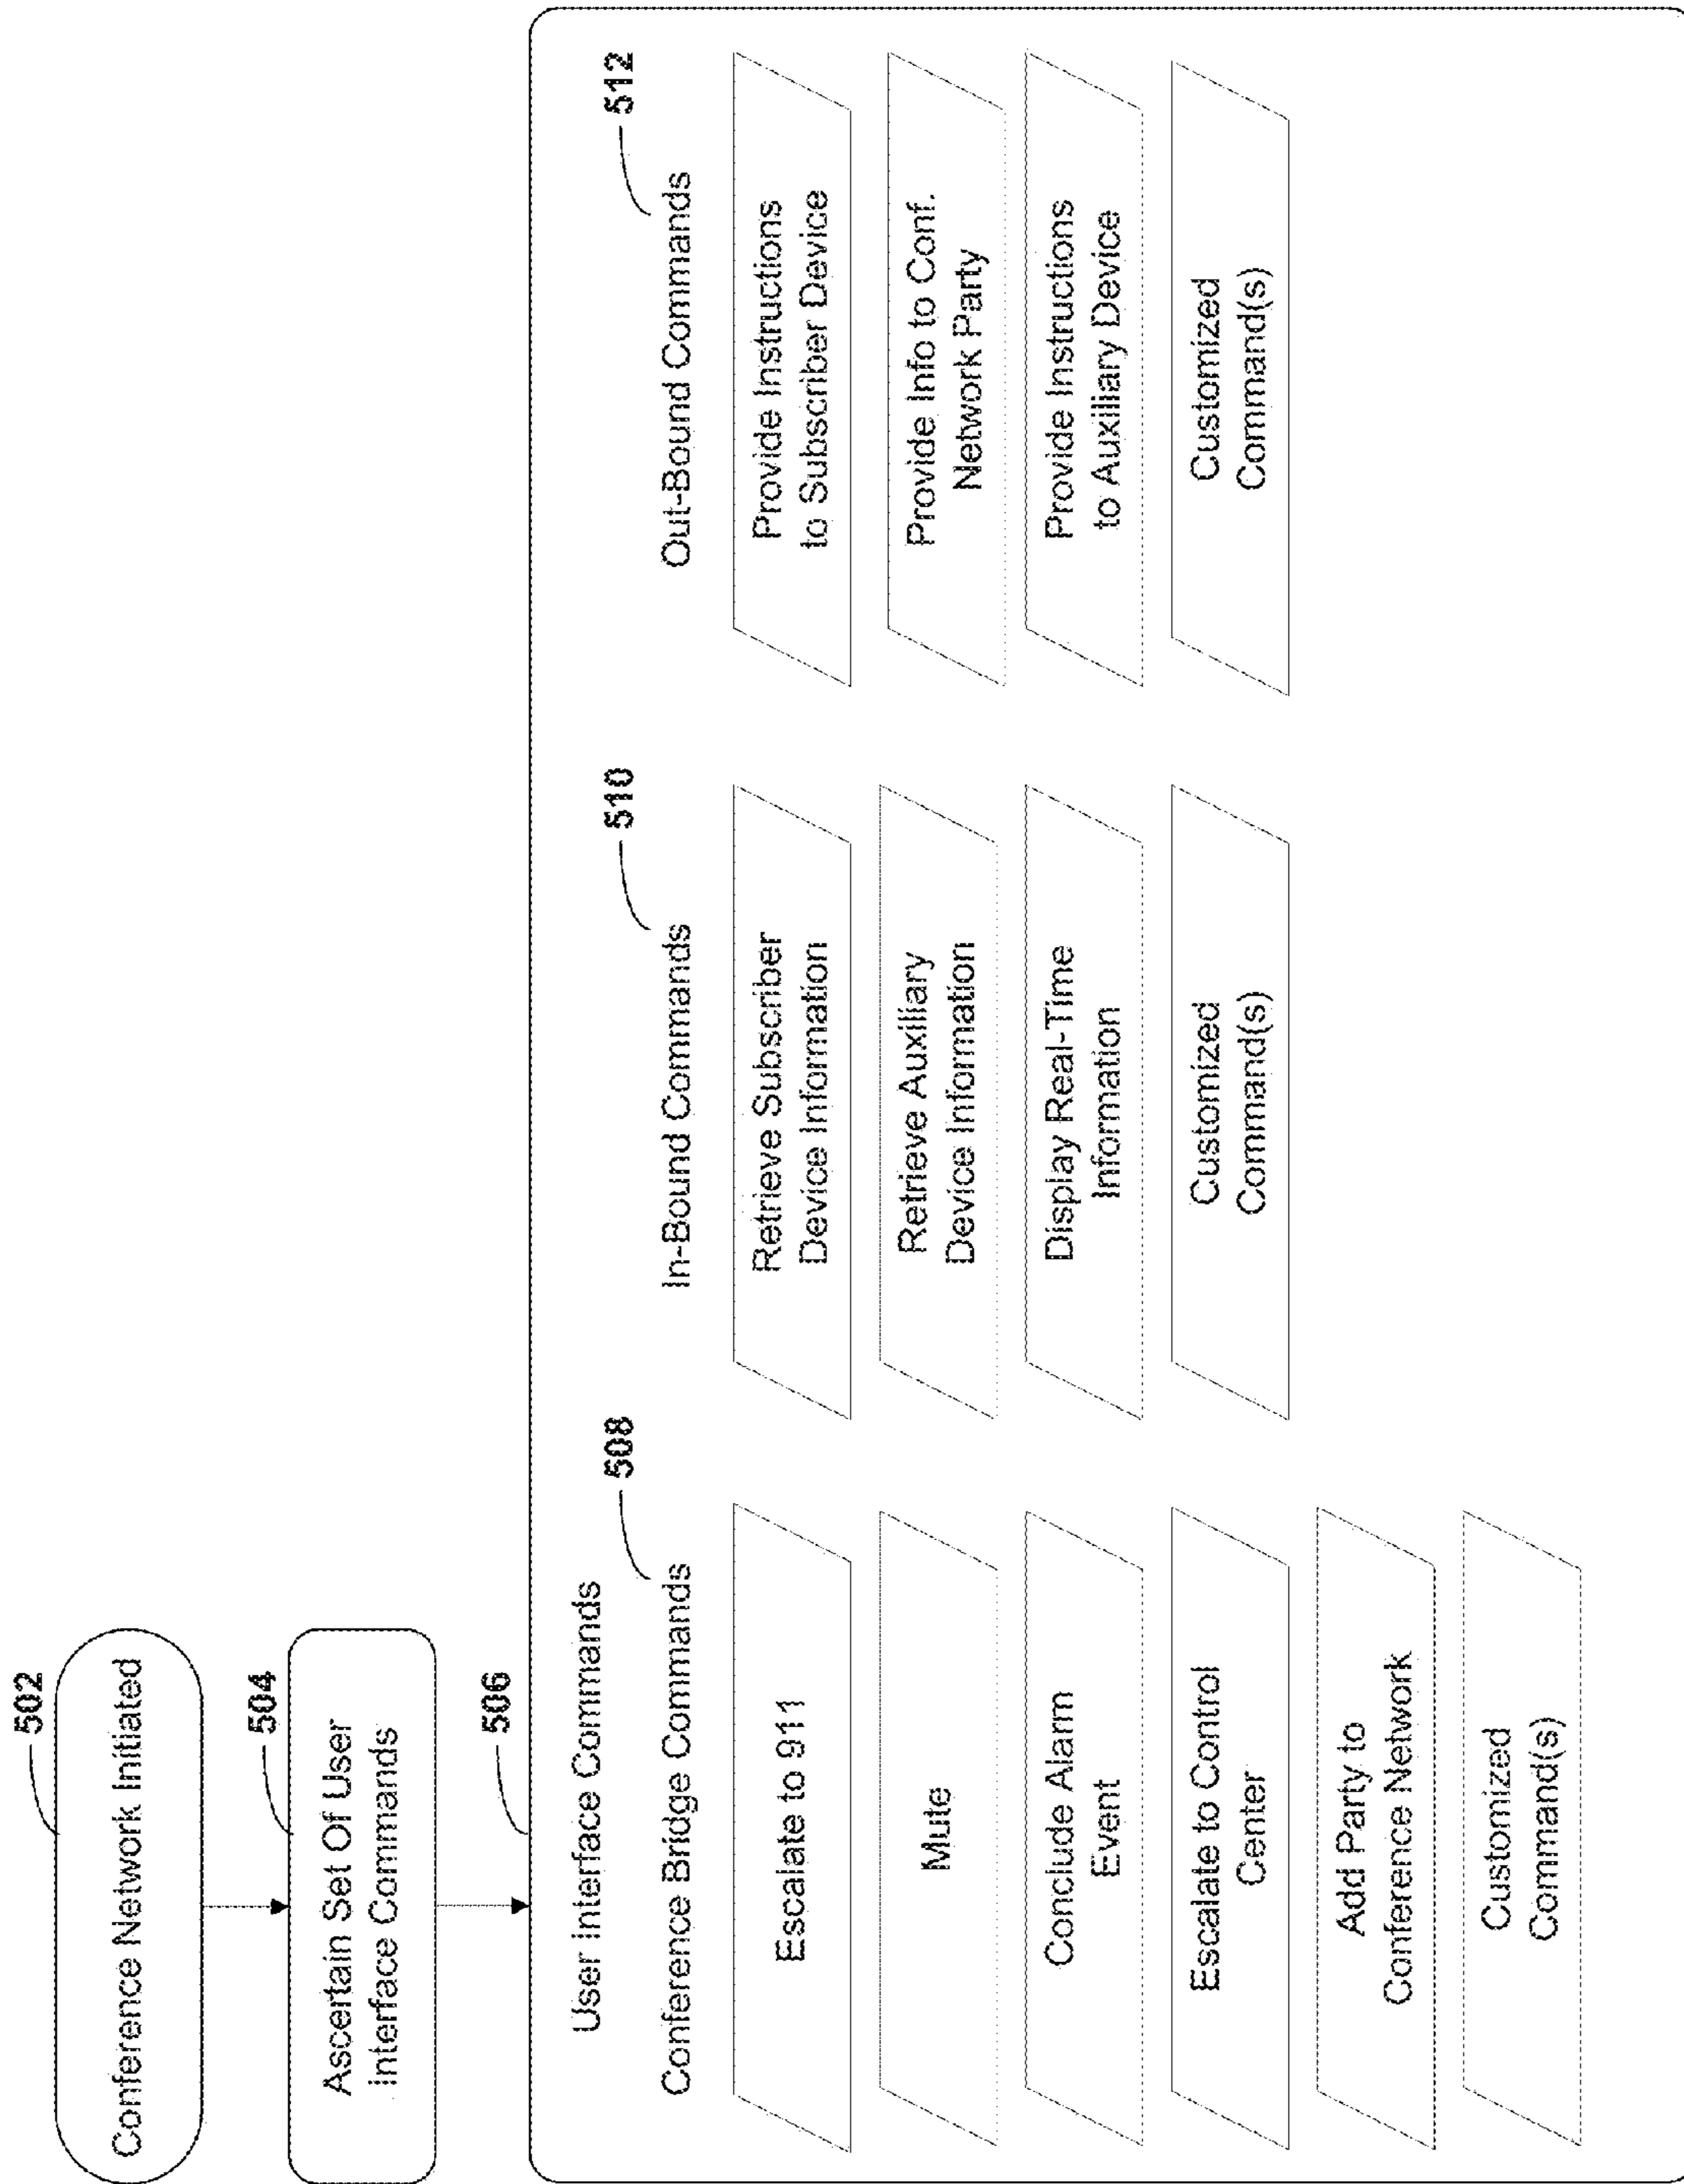 502
Conference Network Initiated
504
Ascertain Set Of User
Interface Commands
506
User Interface Commands
508
Conference Bridge Commands
Escalate to 911
Mute
Conclude Alarm
Event
Escalate to Control
Center
Add Party to
Conference Network
Customized
Command(s)
510
In-Bound Commands
Retrieve Subscriber
Device Information
Retrieve Auxiliary
Device Information
Display Real-Time
Information
Customized
Command(s)
512
Out-Bound Commands
Provide Instructions
to Subscriber Device
Provide Info to Conf.
Network Party
Provide Instructions
to Auxiliary Device
Customized
Command(s)